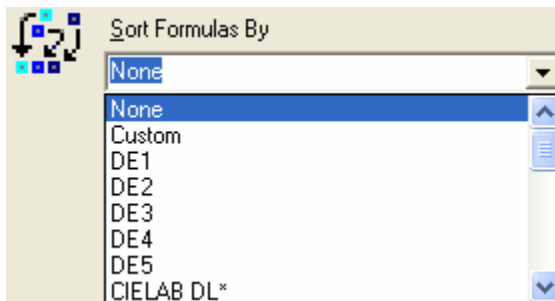 Sort Formulas By
None
None
Custom
DE1
DE2
DE3
DE4
DE5
CIELAB DL*